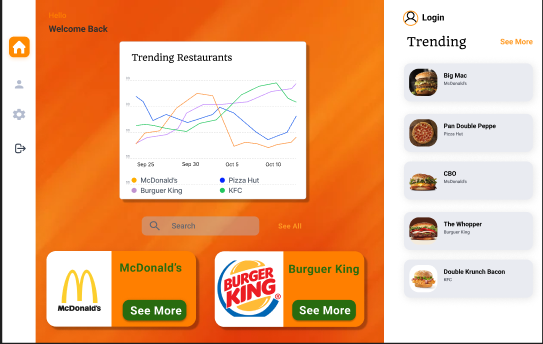 Hello
Welcome Back
Trending Restaurants
Sep 25 Sep 30 Oct 5 Oct 10
McDonald's Pizza Hut
Burguer King KFC
Search See All
McDonald's
McDonald's
See More
BURGER
KING
Burguer King
See More
Login
Trending See More
Big Mac
McDonald's
Pan Double Peppe
Pizza Hut
CBO
McDonald's
The Whopper
Burguer King
Double Krunch Bacon
KFC